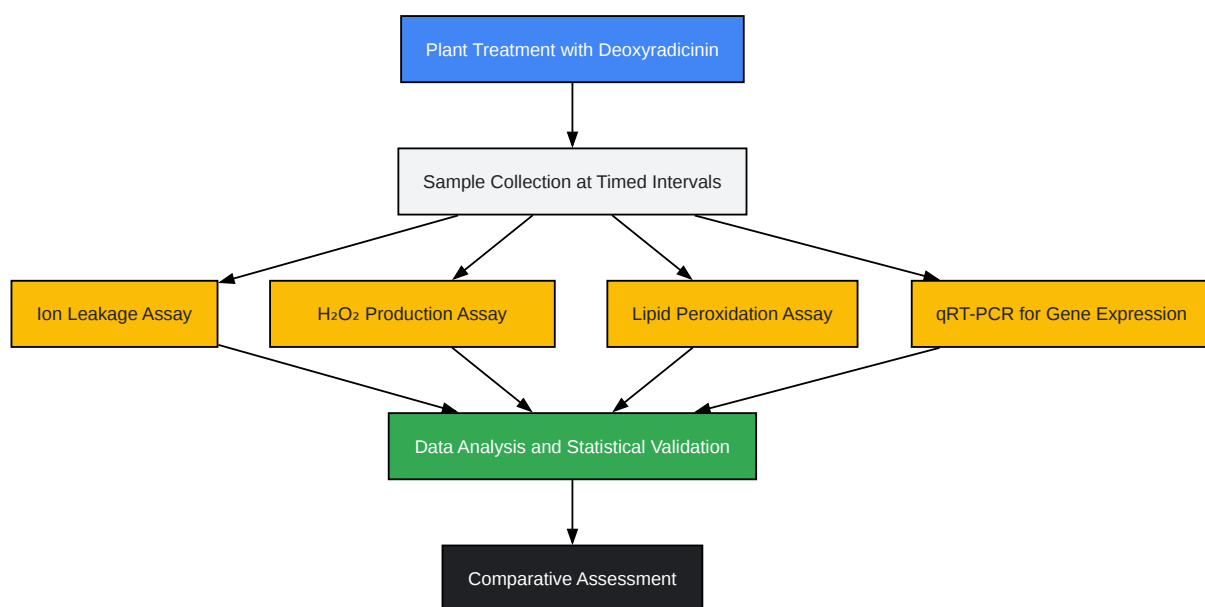 Plant Treatment with Deoxyradicinin
Sample Collection at Timed Intervals
Ion Leakage Assay
H₂O₂ Production Assay
Lipid Peroxidation Assay
qRT-PCR for Gene Expression
Data Analysis and Statistical Validation
Comparative Assessment